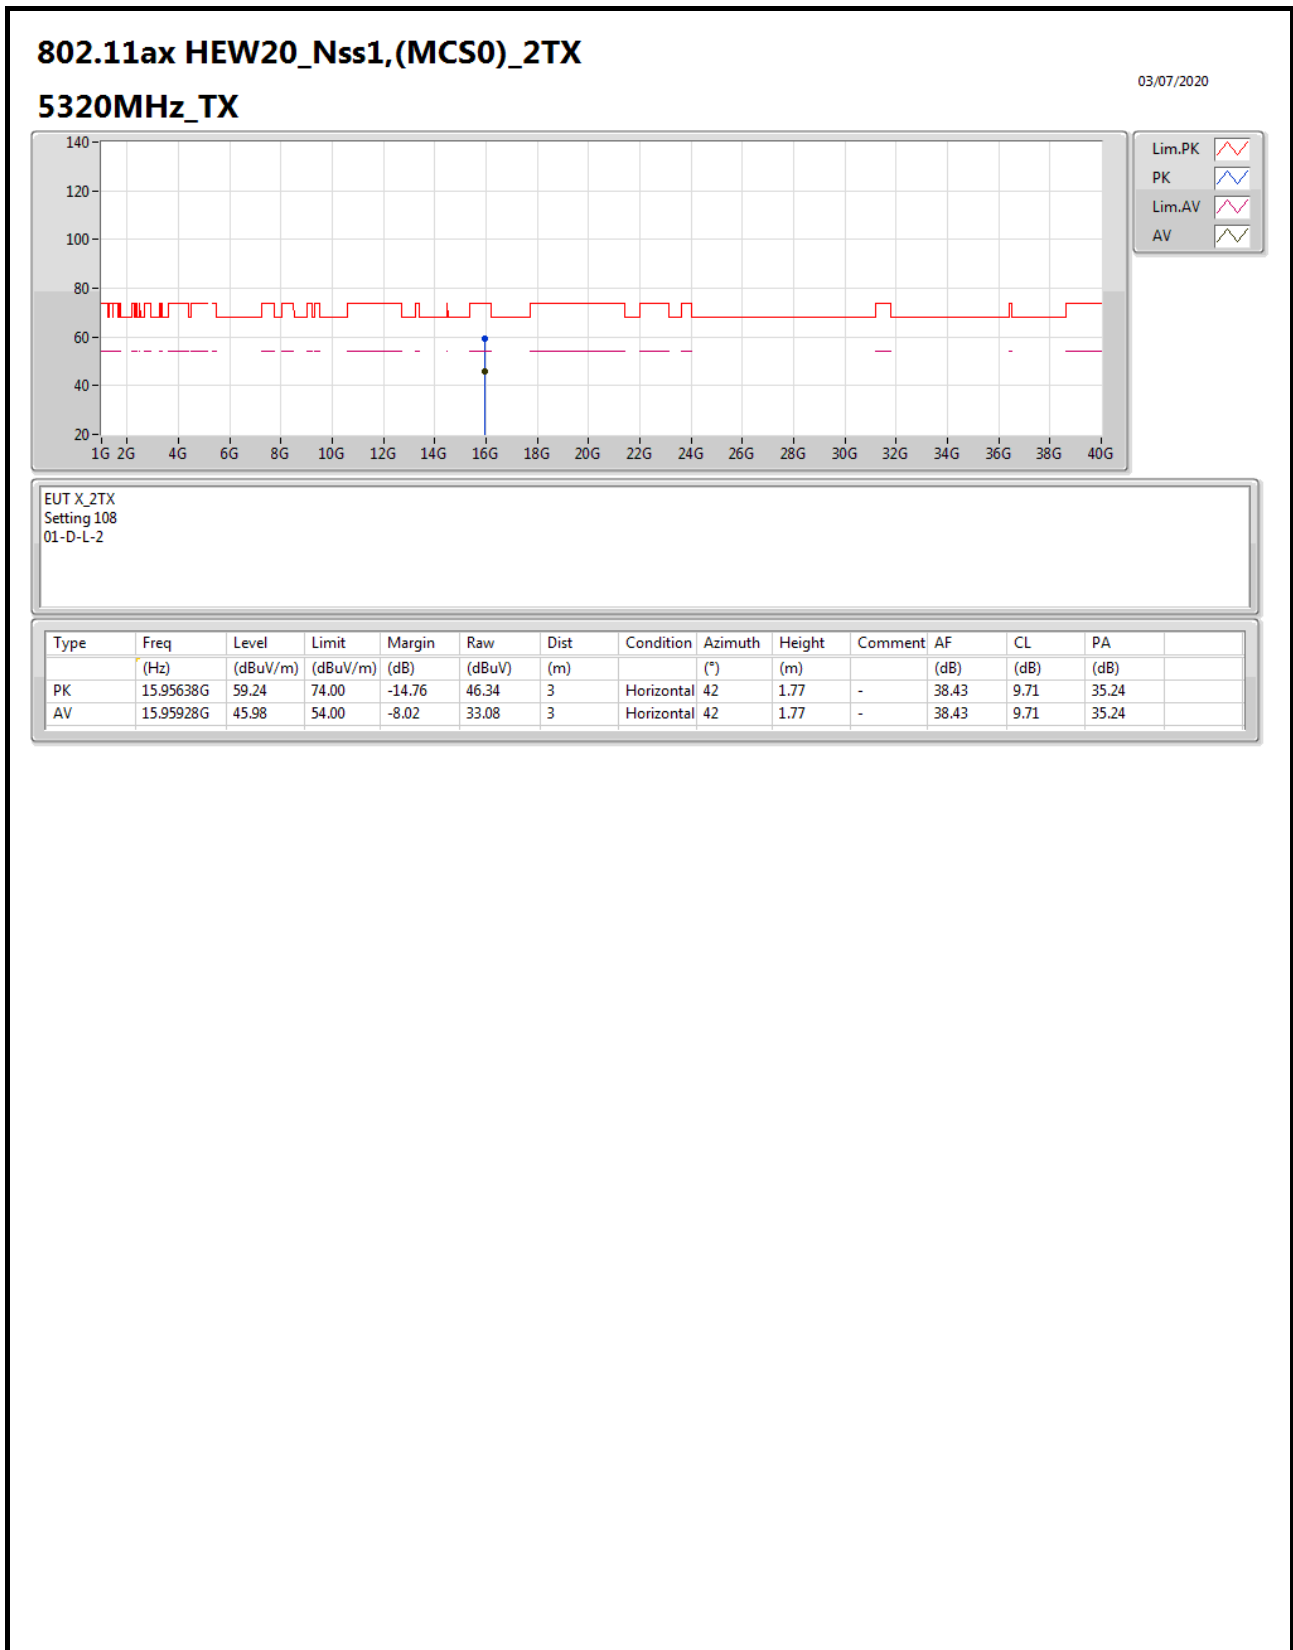 802.11ax HEW20_Nss1,(MCS0)_2TX
03/07/2020
5320MHz_TX
140
120
100
80
60
40
20
1G 2G 4G 6G 8G 10G 12G 14G 16G 18G 20G 22G 24G 26G 28G 30G 32G 34G 36G 38G 40G
Lim.PK
PK
Lim.AV
AV
EUT X_2TX
Setting 108
01-D-L-2
Type Freq Level Limit Margin Raw Dist Condition Azimuth Height Comment AF CL PA
(Hz) (dBuV/m) (dBuV/m) (dB) (dBuV) (m) (°) (m) (dB) (dB) (dB)
PK 15.95638G 59.24 74.00 -14.76 46.34 3 Horizontal 42 1.77 - 38.43 9.71 35.24
AV 15.95928G 45.98 54.00 -8.02 33.08 3 Horizontal 42 1.77 - 38.43 9.71 35.24